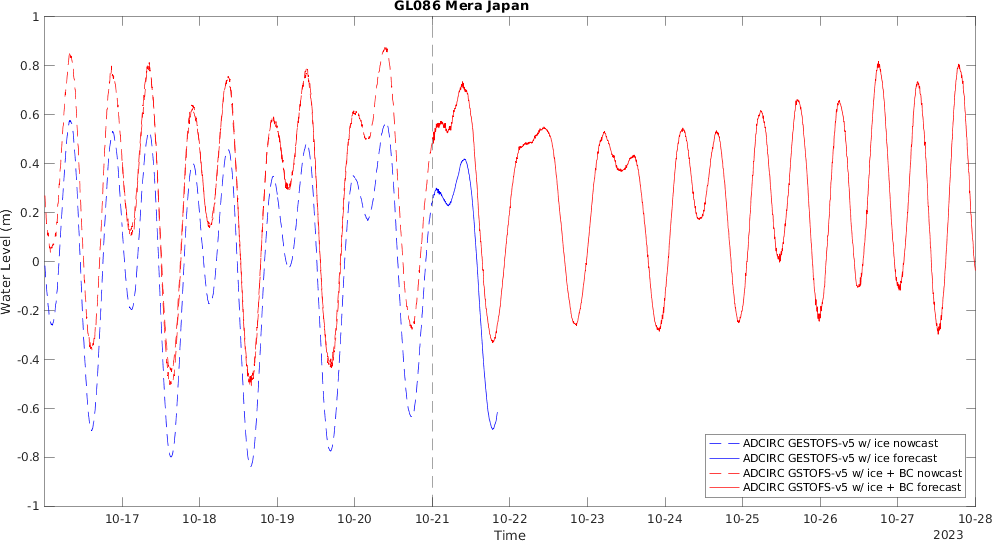 GL086 Mera Japan
1
0.8
0.6
0.4
0.2
0
-0.2
-0.4
-0.6
-0.8
-1
Water Level (m)
ADCIRC GESTOFS-v5 w/ ice nowcast
ADCIRC GESTOFS-v5 w/ ice forecast
ADCIRC GSTOFS-v5 w/ ice + BC nowcast
ADCIRC GSTOFS-v5 w/ ice + BC forecast
10-17 10-18 10-19 10-20 10-21 10-22 10-23 10-24 10-25 10-26 10-27 10-28
Time
2023